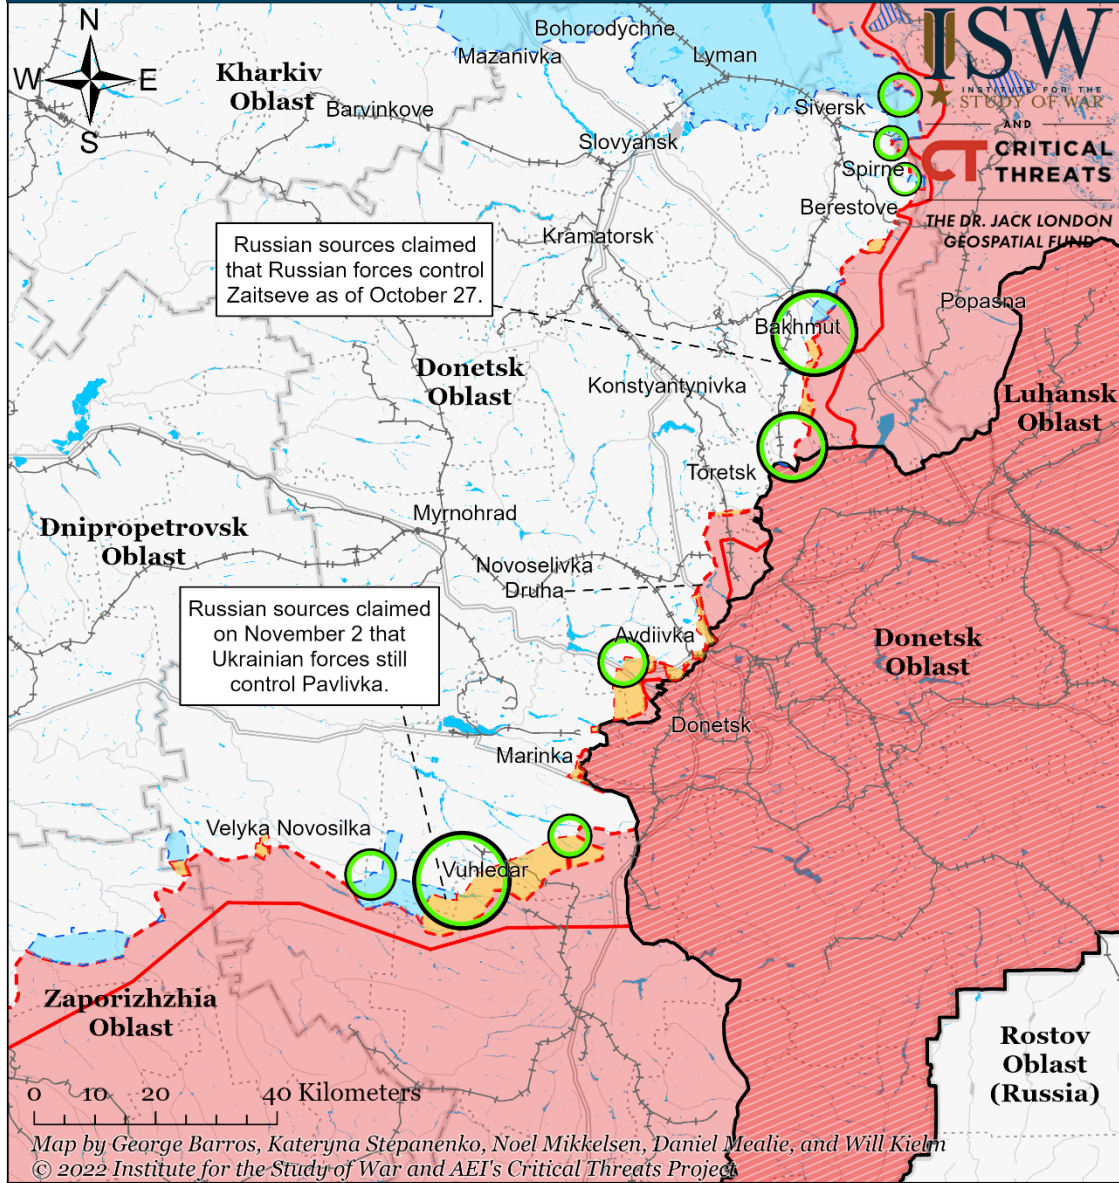 N
W
E
S
ISW
INSTITUTE FOR THE
STUDY OF WAR
AND
CT CRITICAL
THREATS
THE DR. JACK LONDON
GEOSPATIAL FUND
Bohorodychne
Mazanivka
Lyman
Kharkiv
Oblast
Barvinkove
Siversk
Slovyansk
Spirne
Berestove
Kramatorsk
Russian sources claimed
that Russian forces control
Zaitseve as of October 27.
Popasna
Bakhmut
Donetsk
Oblast
Konstyantynivka
Luhansk
Oblast
Toretsk
Myrnohrad
Dnipropetrovsk
Oblast
Novoselivka
Druha
Russian sources claimed
on November 2 that
Ukrainian forces still
control Pavlivka.
Avdiivka
Donetsk
Oblast
Donetsk
Marinka
Velyka Novosilka
Vuhledar
Zaporizhzhia
Oblast
Rostov
Oblast
(Russia)
0 10 20 40 Kilometers
Map by George Barros, Kateryna Stepanenko, Noel Mikkelsen, Daniel Mealie, and Will Kielm
© 2022 Institute for the Study of War and AEI's Critical Threats Project